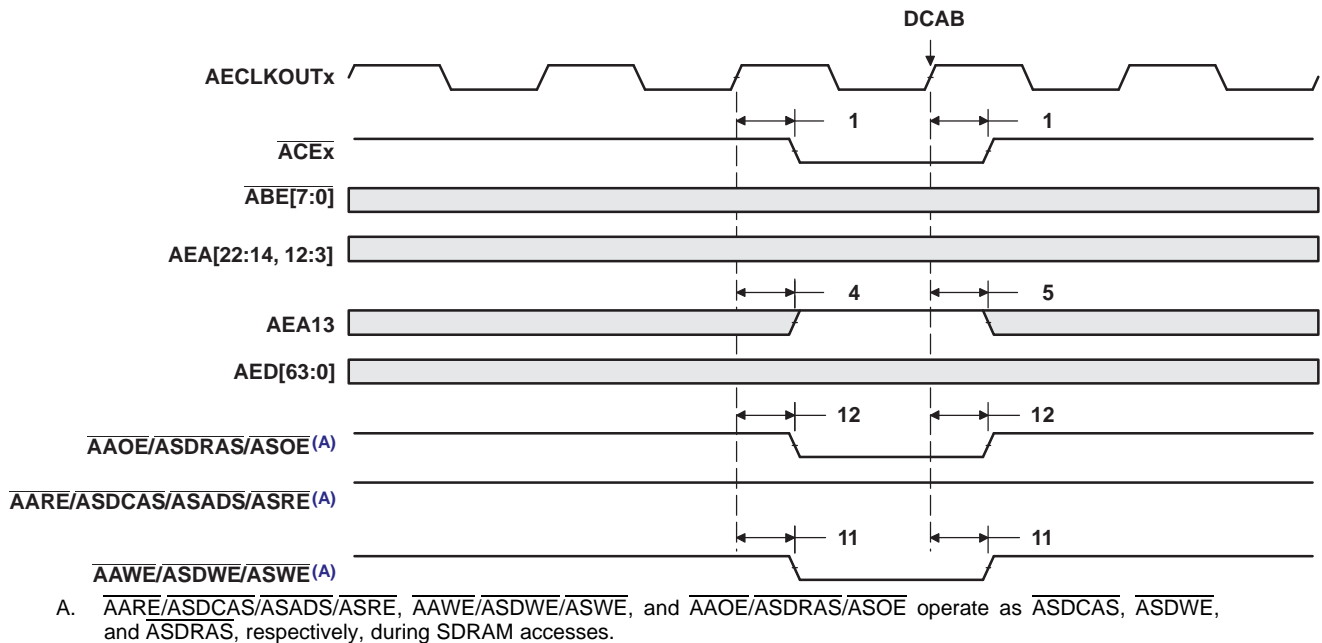 DCAB
AECLKOUTx
1 1
ACEx
ABE[7:0]
AEA[22:14, 12:3]
4 5
AEA13
AED[63:0]
12 12
AAOE/ASDRAS/ASOE(A)
AARE/ASDCAS/ASADS/ASRE(A)
11 11
AAWE/ASDWE/ASWE(A)
A. AARE/ASDCAS/ASADS/ASRE, AAWE/ASDWE/ASWE, and AAOE/ASDRAS/ASOE operate as ASDCAS, ASDWE,
and ASDRAS, respectively, during SDRAM accesses.